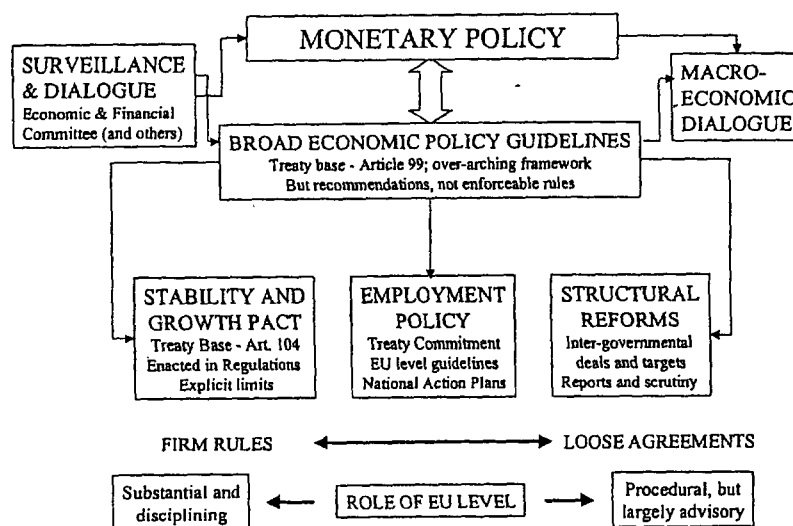 MONETARY POLICY
SURVEILLANCE
& DIALOGUE
Economic & Financial
Committee (and others)
MACRO-
ECONOMIC
DIALOGUE
BROAD ECONOMIC POLICY GUIDELINES
Treaty base - Article 99; over-arching framework
But recommendations, not enforceable rules
STABILITY AND
GROWTH PACT
Treaty Base - Art. 104
Enacted in Regulations
Explicit limits
EMPLOYMENT
POLICY
Treaty Commitment
EU level guidelines
National Action Plans
STRUCTURAL
REFORMS
Inter-governmental
deals and targets
Reports and scrutiny
FIRM RULES
LOOSE AGREEMENTS
Substantial and
disciplining
ROLE OF EU LEVEL
Procedural, but
largely advisory